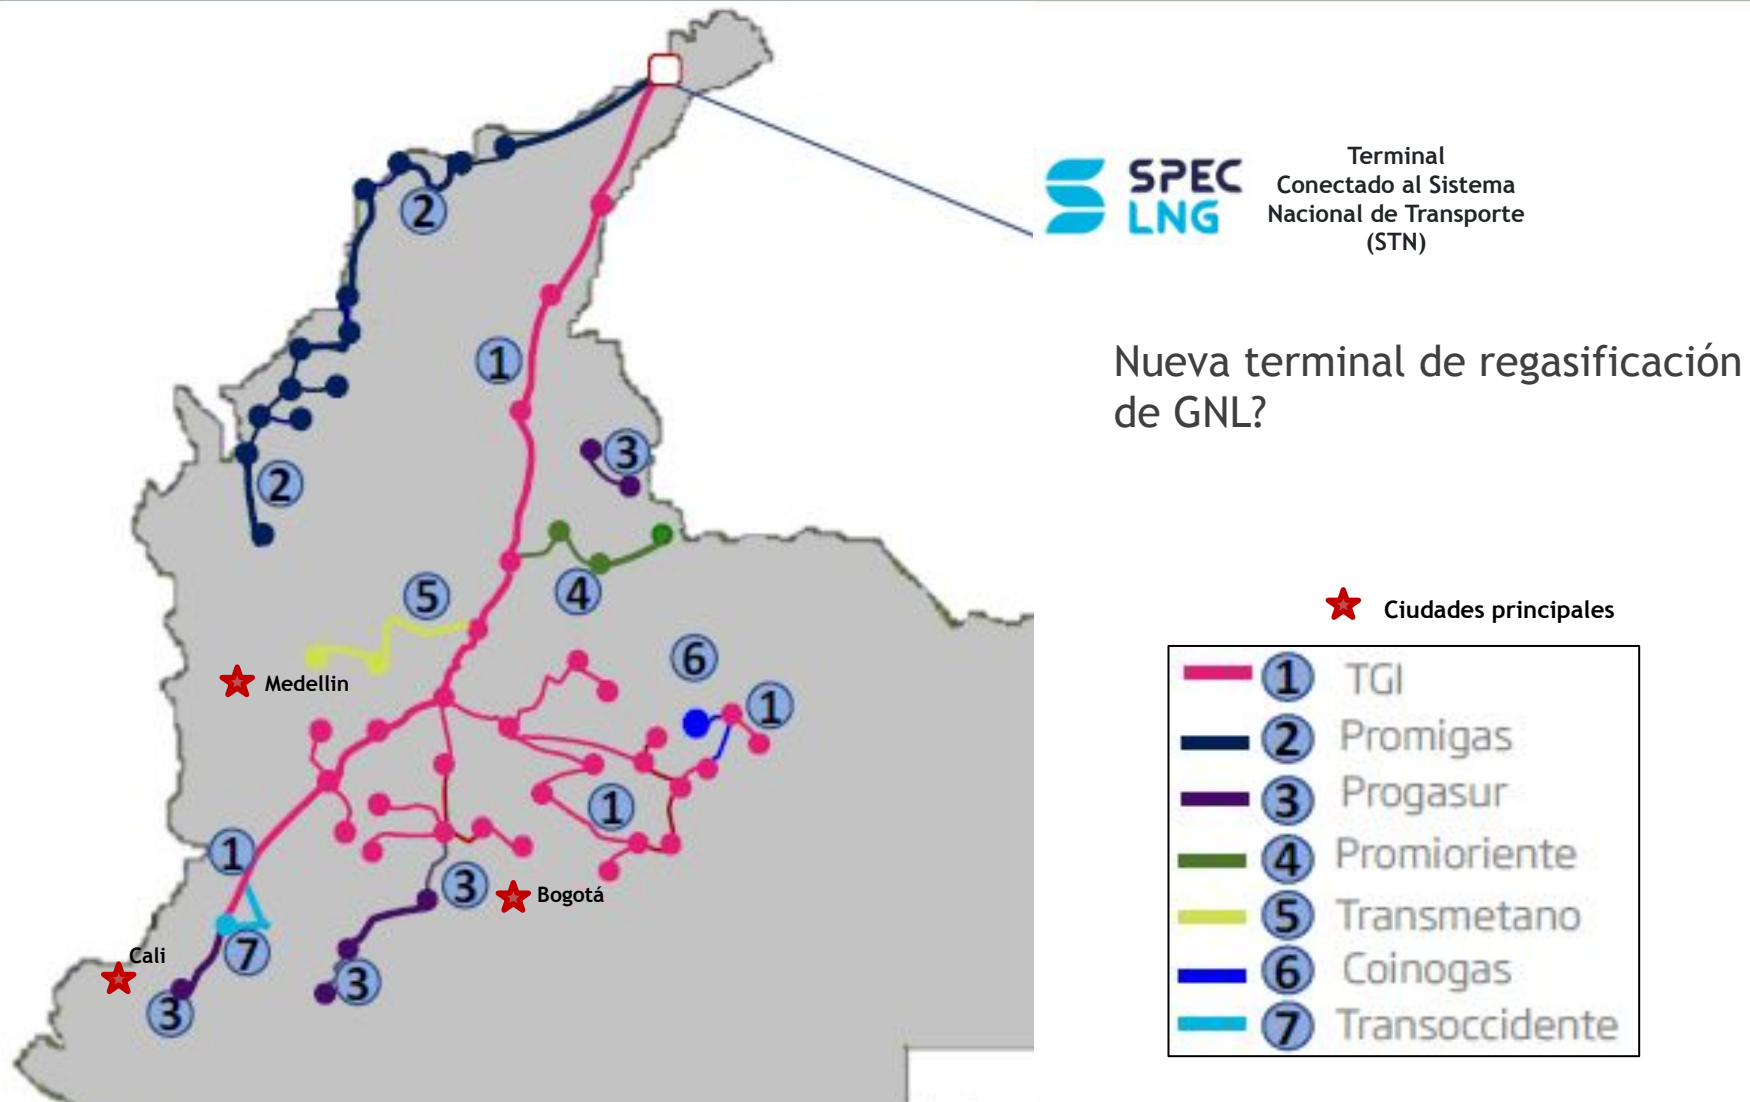 SPEC
LNG
Terminal
Conectado al Sistema
Nacional de Transporte
(STN)
Nueva terminal de regasificación
de GNL?
2
1
3
2
4
5
6
1
Medellin
1
1
3
Bogotá
7
Cali
3
3
Ciudades principales
1 TGI
2 Promigas
3 Progasur
4 Promioriente
5 Transmetano
6 Coinogas
7 Transoccidente